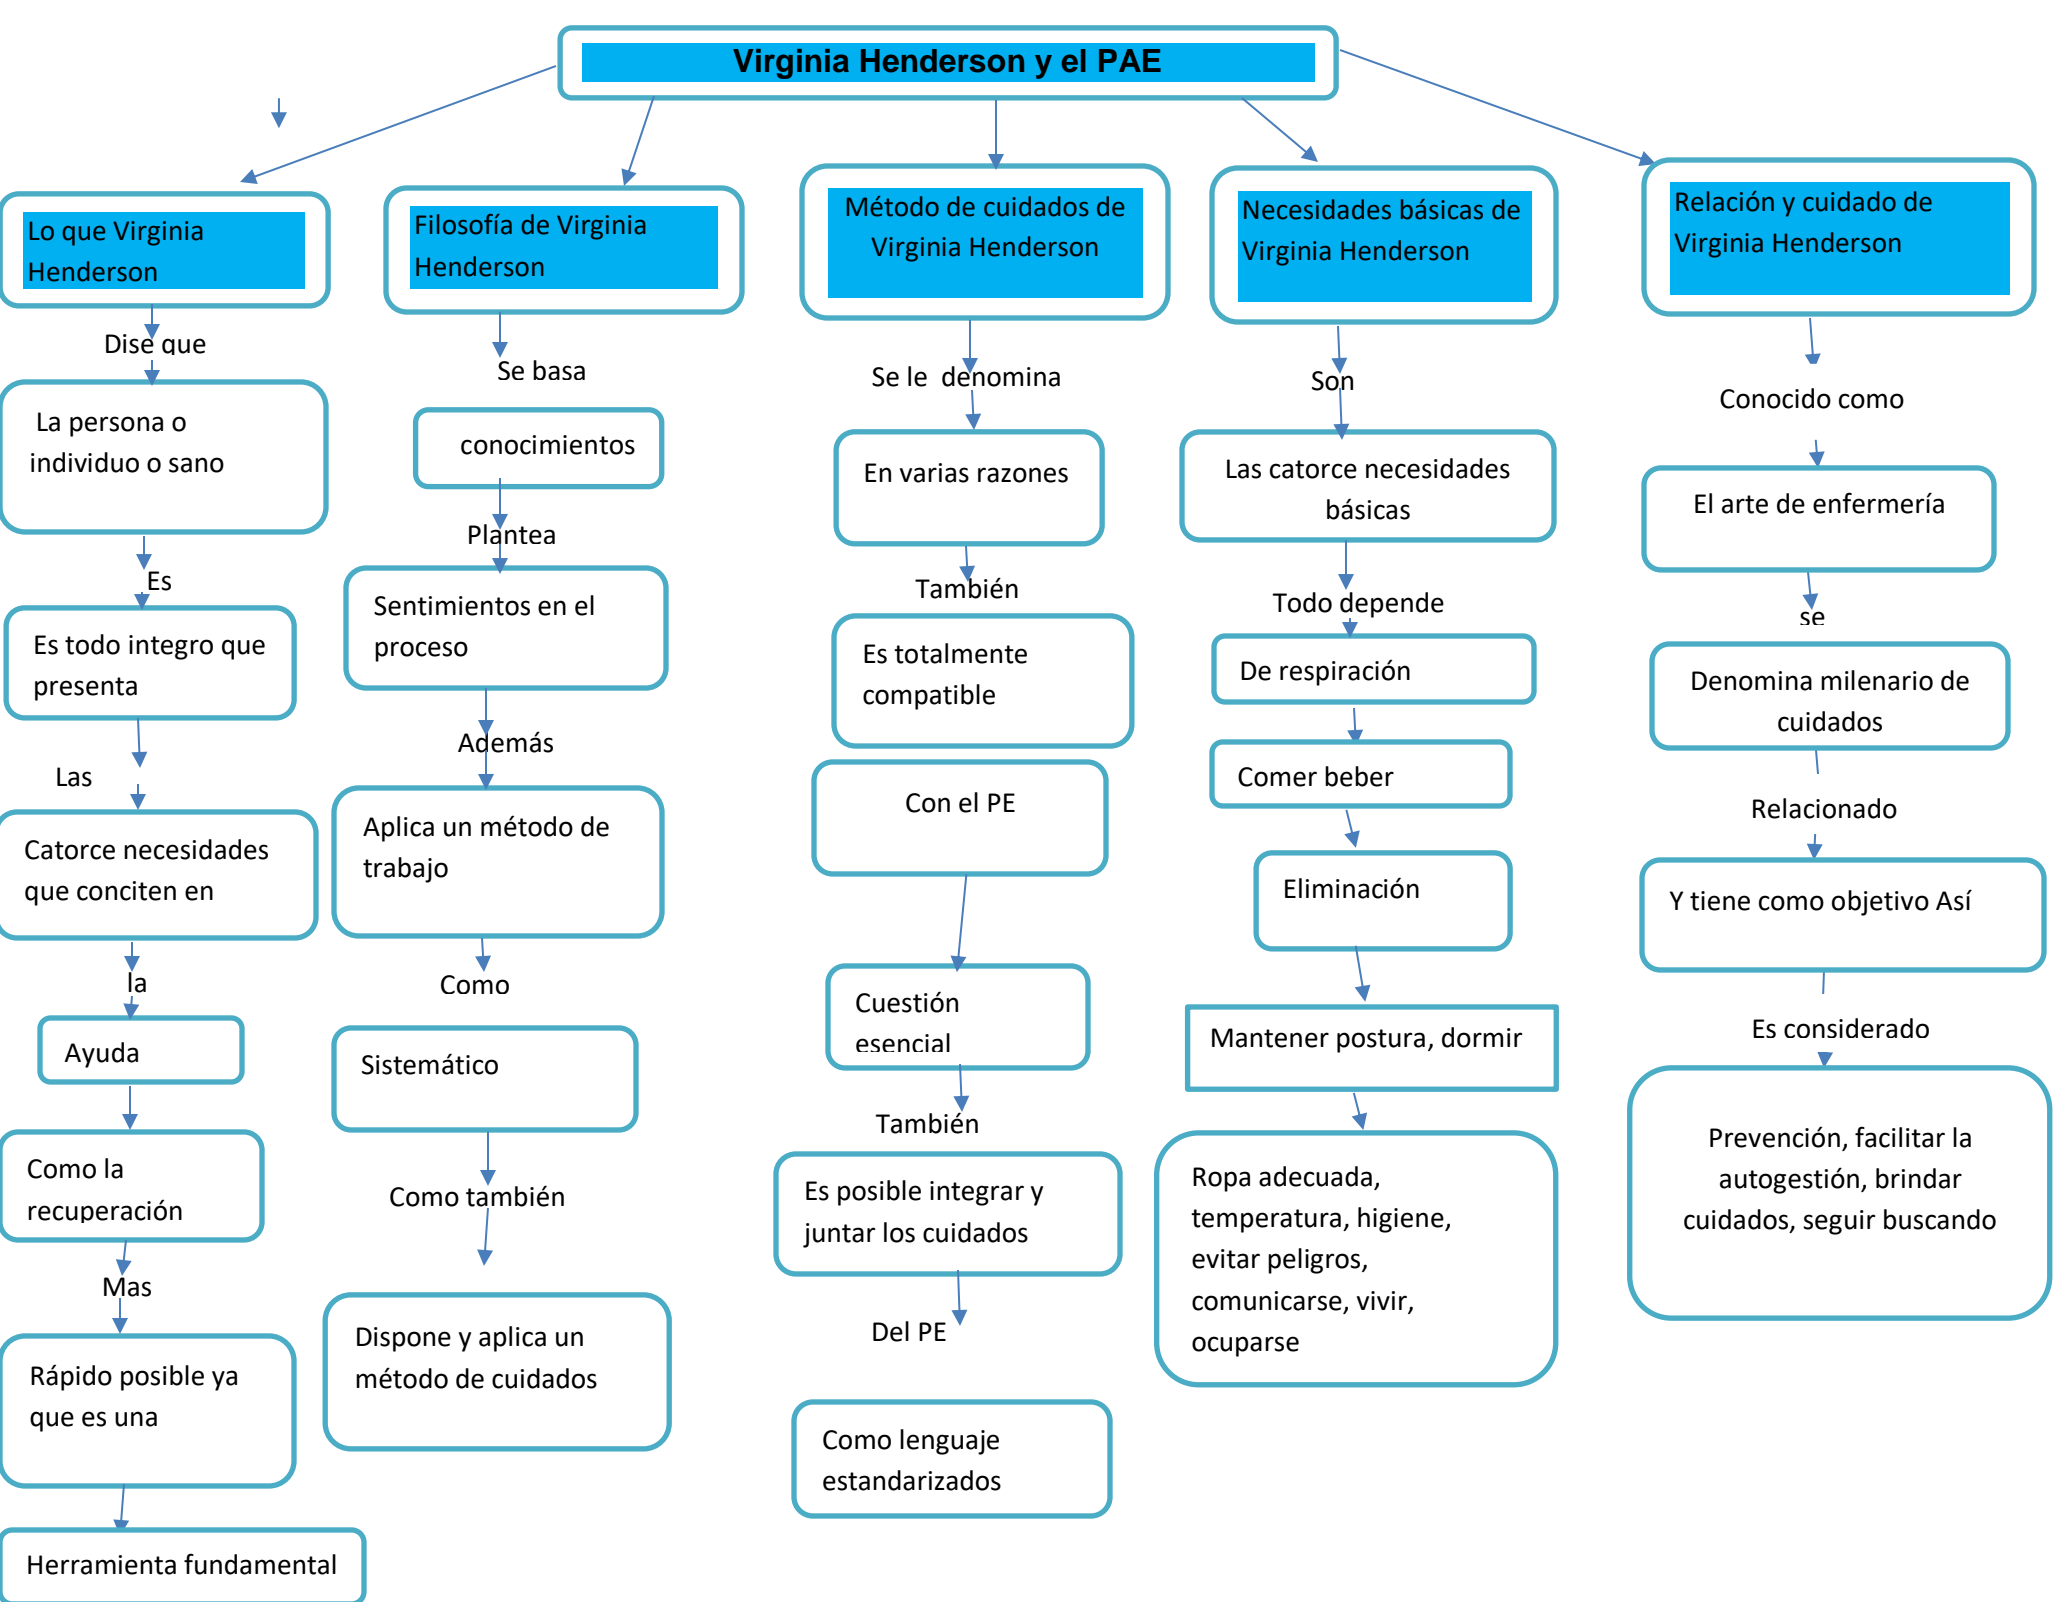 Virginia Henderson y el PAE
Lo que Virginia
Henderson
Dise que
La persona o
individuo o sano
Es
Es todo integro que
presenta
Las
Catorce necesidades
que conciten en
la
Ayuda
Como la
recuperación
Mas
Rápido posible ya
que es una
Herramienta fundamental
Filosofía de Virginia
Henderson
Se basa
conocimientos
Plantea
Sentimientos en el
proceso
Además
Aplica un método de
trabajo
Como
Sistemático
Como también
Dispone y aplica un
método de cuidados
Método de cuidados de
Virginia Henderson
Se le denomina
En varias razones
También
Es totalmente
compatible
Con el PE
Cuestión
esencial
También
Es posible integrar y
juntar los cuidados
Del PE
Como lenguaje
estandarizados
Necesidades básicas de
Virginia Henderson
Son
Las catorce necesidades
básicas
Todo depende
De respiración
Comer beber
Eliminación
Mantener postura, dormir
Ropa adecuada,
temperatura, higiene,
evitar peligros,
comunicarse, vivir,
ocuparse
Relación y cuidado de
Virginia Henderson
Conocido como
El arte de enfermería
se
Denomina milenario de
cuidados
Relacionado
Y tiene como objetivo Así
Es considerado
Prevención, facilitar la
autogestión, brindar
cuidados, seguir buscando